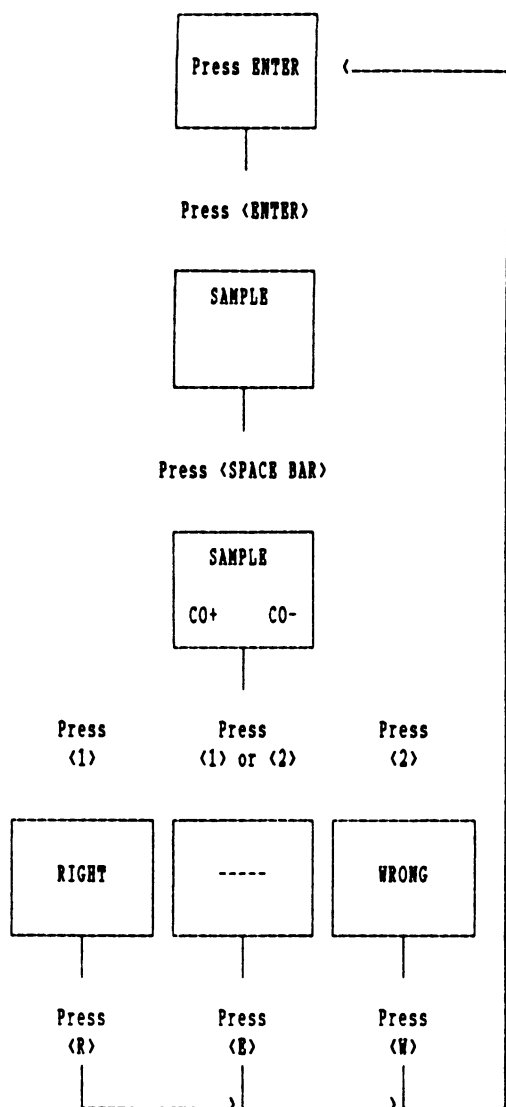 Press ENTER
Press <ENTER>
SAMPLE
Press <SPACE BAR>
SAMPLE
CO+ CO-
Press Press Press
<1> <1> or <2> <2>
RIGHT ----- WRONG
Press Press Press
<R> <E> <W>